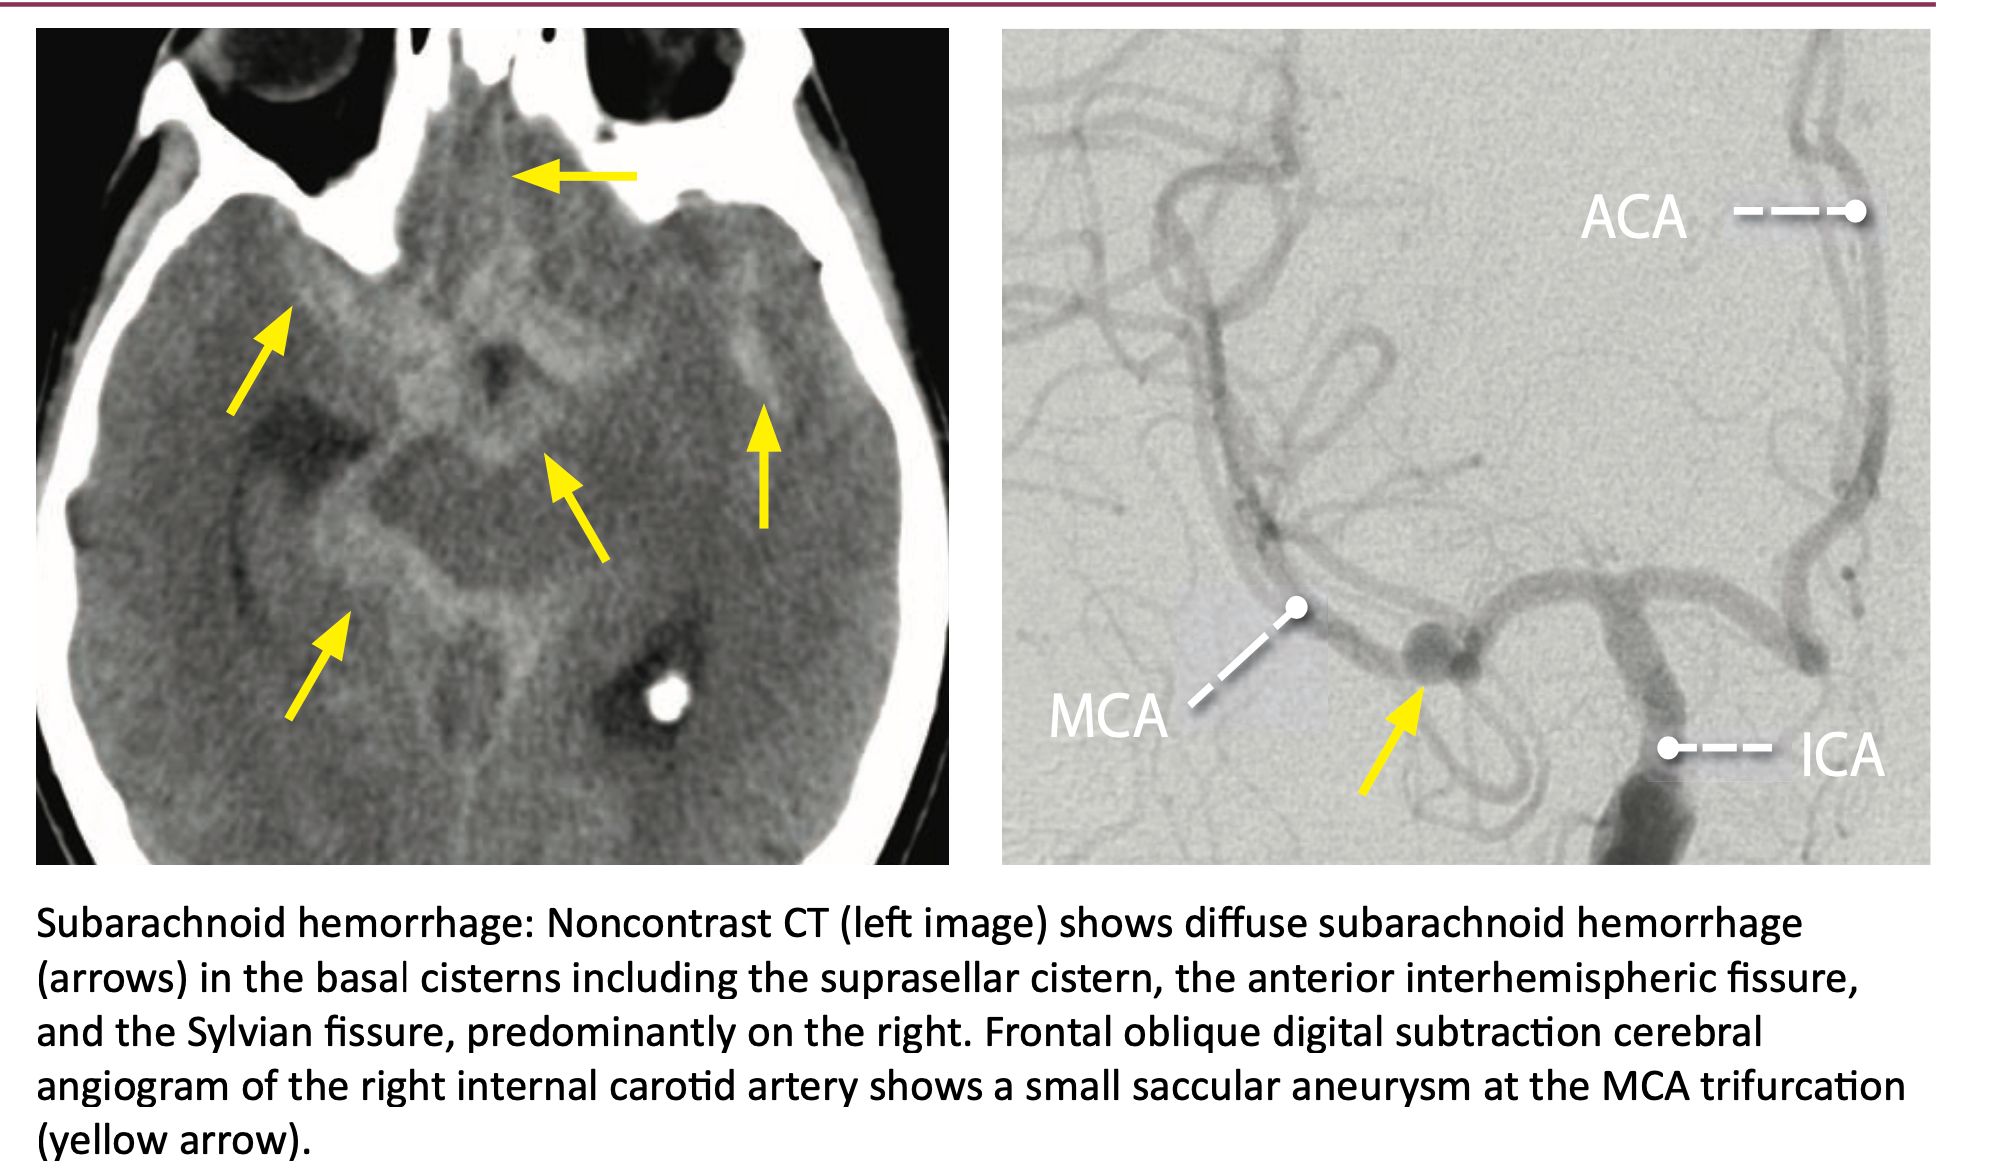 ACA
MCA
ICA
Subarachnoid hemorrhage: Noncontrast CT (left image) shows diffuse subarachnoid hemorrhage
(arrows) in the basal cisterns including the suprasellar cistern, the anterior interhemispheric fissure,
and the Sylvian fissure, predominantly on the right. Frontal oblique digital subtraction cerebral
angiogram of the right internal carotid artery shows a small saccular aneurysm at the MCA trifurcation
(yellow arrow).